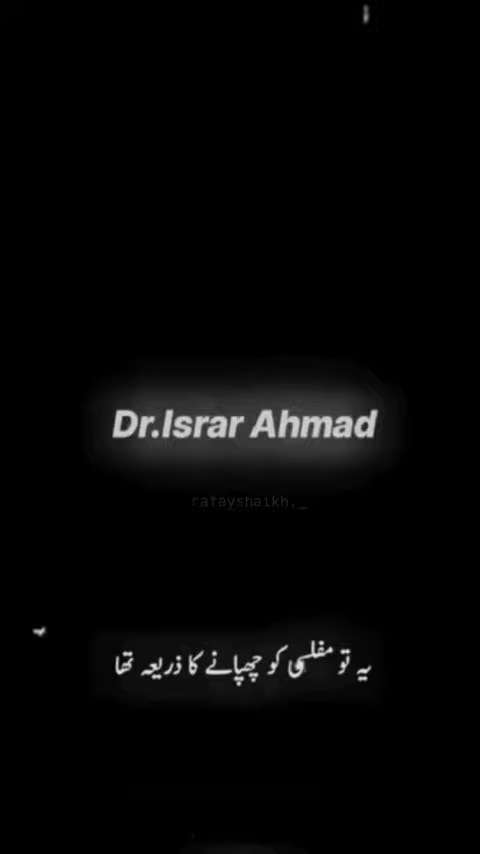 Dr.Israr Ahmad
rafayshaikh._
یہ تو مفلسی کو چھپانے کا ذریعہ تھا